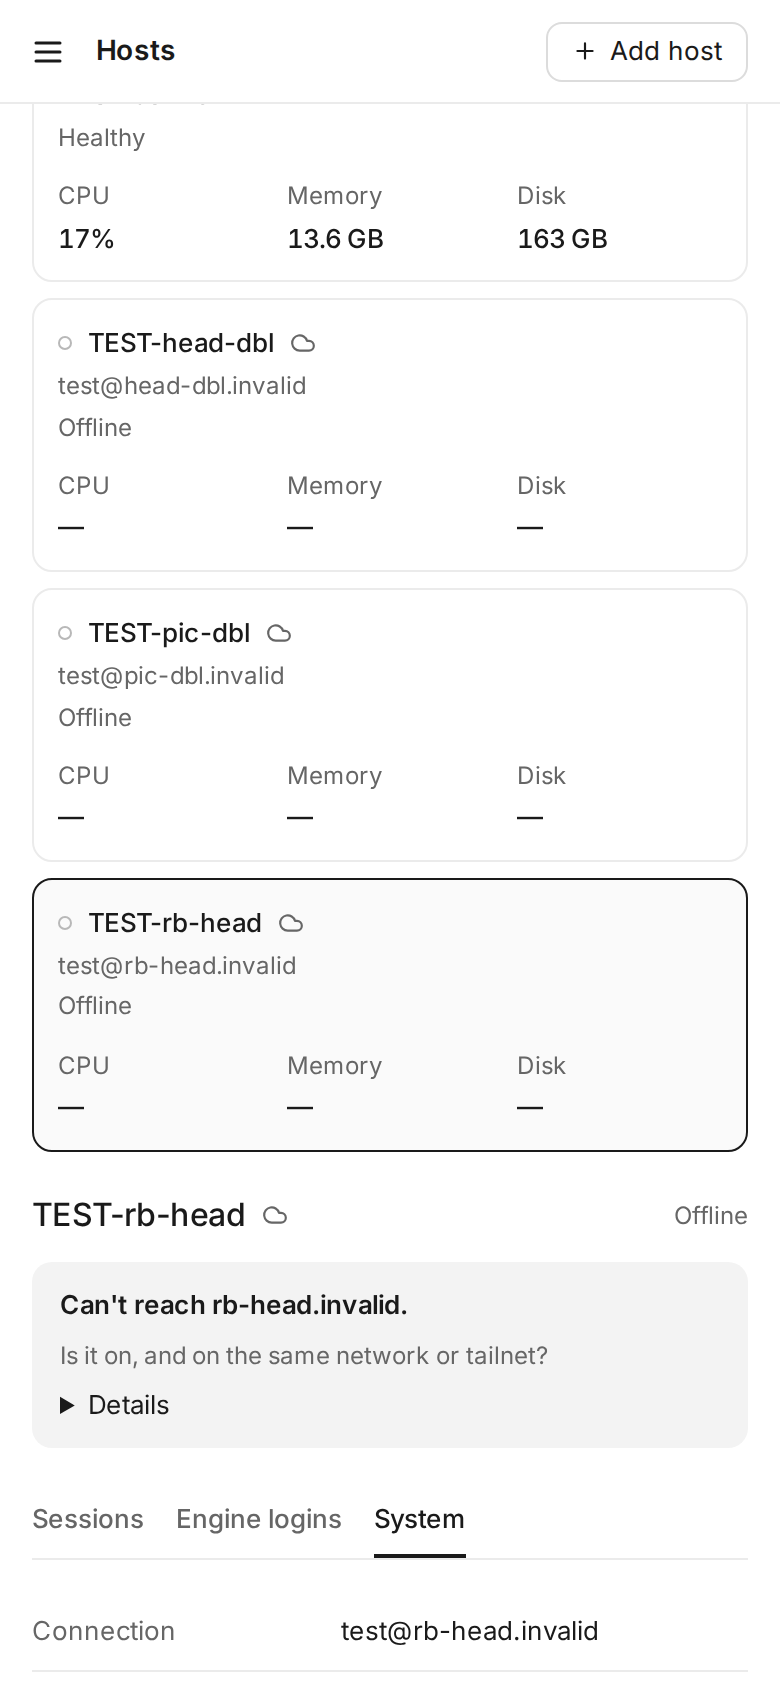 Hosts
+ Add host
Healthy
CPU Memory Disk
17% 13.6 GB 163 GB
TEST-head-dbl
test@head-dbl.invalid
Offline
CPU Memory Disk
— — —
TEST-pic-dbl
test@pic-dbl.invalid
Offline
CPU Memory Disk
— — —
TEST-rb-head
test@rb-head.invalid
Offline
CPU Memory Disk
— — —
TEST-rb-head Offline
Can't reach rb-head.invalid.
Is it on, and on the same network or tailnet?
Details
Sessions Engine logins System
Connection test@rb-head.invalid